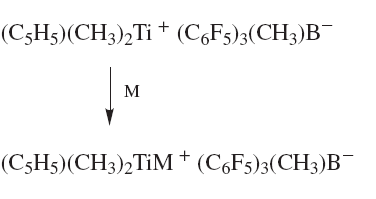 (C₅H₅)(CH₃)₂Ti⁺ (C₆F₅)₃(CH₃)B⁻
M
(C₅H₅)(CH₃)₂TiM⁺ (C₆F₅)₃(CH₃)B⁻